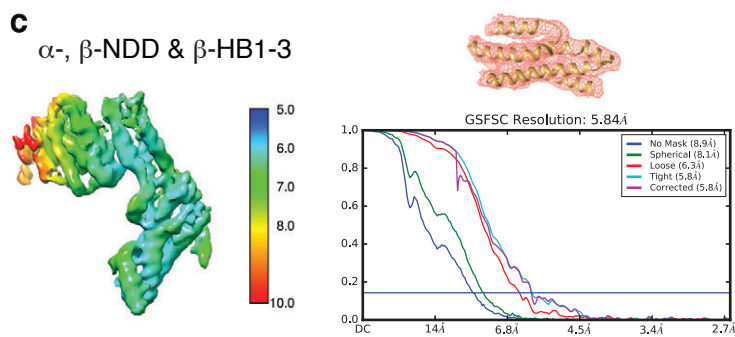 c
α-, β-NDD & β-HB1-3
5.0
6.0
7.0
8.0
9.0
10.0
GSFSC Resolution: 5.84Å
1.0
0.8
0.6
0.4
0.2
0.0
No Mask (8.9Å)
Spherical (8.1Å)
Loose (6.3Å)
Tight (5.8Å)
Corrected (5.8Å)
DC
14Å
6.8Å
4.5Å
3.4Å
2.7Å